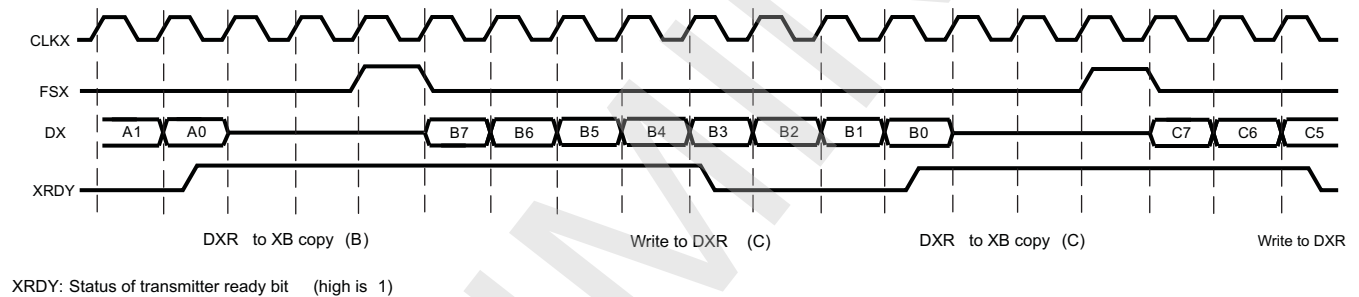 CLKX
FSX
DX A1 A0 B7 B6 B5 B4 B3 B2 B1 B0 C7 C6 C5
XRDY
DXR to XB copy (B) Write to DXR (C) DXR to XB copy (C) Write to DXR
XRDY: Status of transmitter ready bit (high is 1)